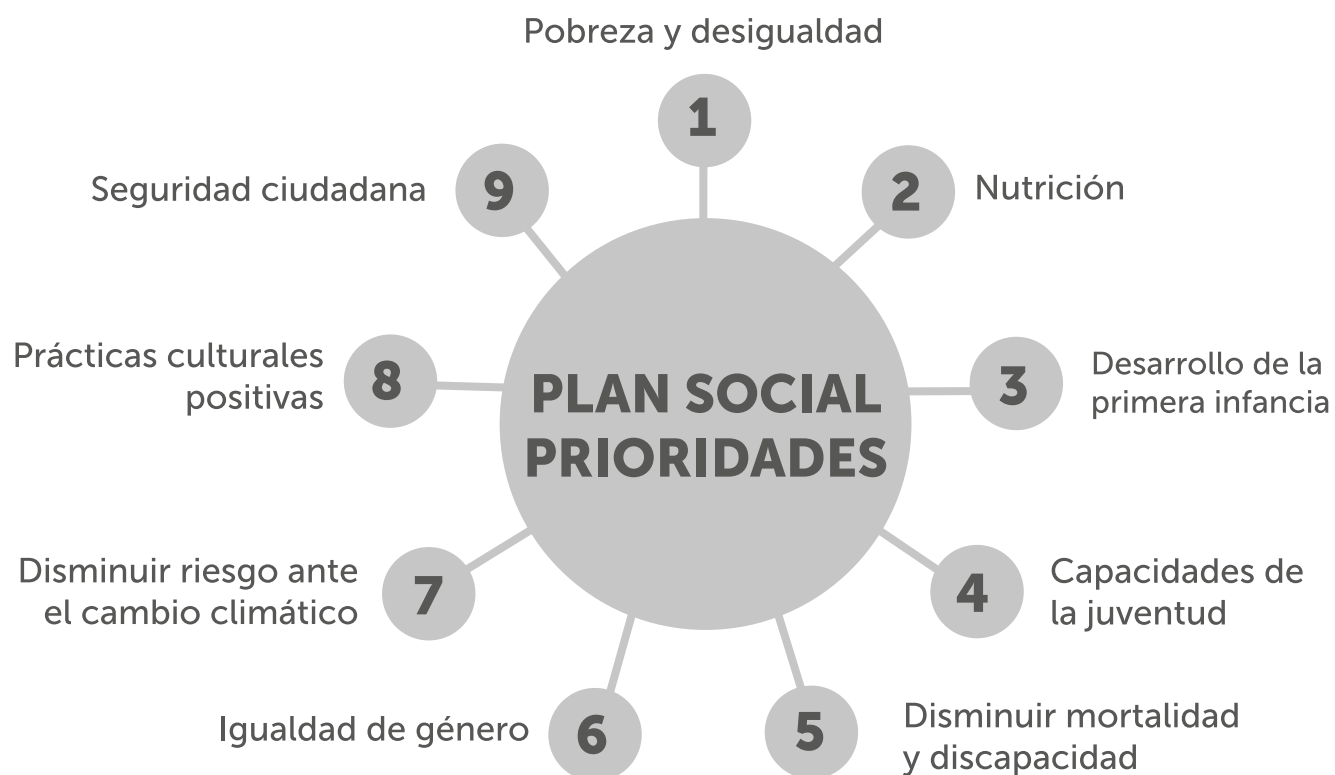 PLAN SOCIAL
PRIORIDADES
1
Pobreza y desigualdad
2
Nutrición
3
Desarrollo de la
primera infancia
4
Capacidades de
la juventud
5
Disminuir mortalidad
y discapacidad
6
Igualdad de género
7
Disminuir riesgo ante
el cambio climático
8
Prácticas culturales
positivas
9
Seguridad ciudadana